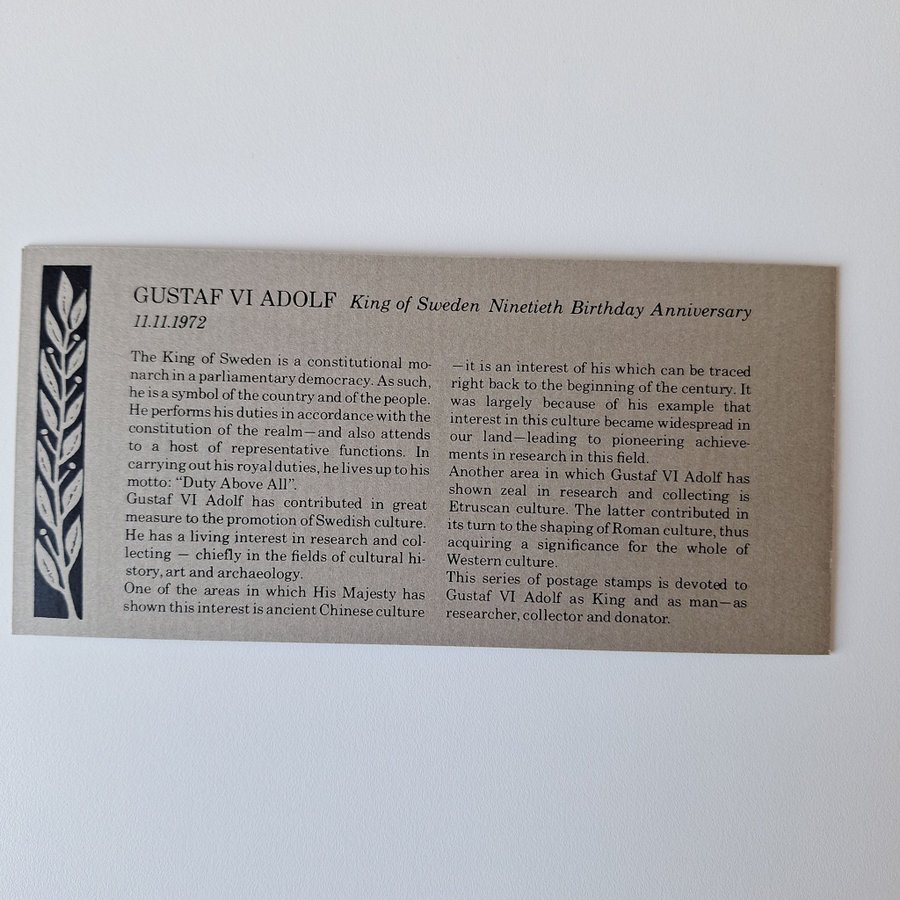 GUSTAF VI ADOLF King of Sweden Ninetieth Birthday Anniversary
11.11.1972
The King of Sweden is a constitutional mo-
narch in a parliamentary democracy. As such,
he is a symbol of the country and of the people.
He performs his duties in accordance with the
constitution of the realm—and also attends
to a host of representative functions. In
carrying out his royal duties, he lives up to his
motto: “Duty Above All”.
Gustaf VI Adolf has contributed in great
measure to the promotion of Swedish culture.
He has a living interest in research and col-
lecting — chiefly in the fields of cultural hi-
story, art and archaeology.
One of the areas in which His Majesty has
shown this interest is ancient Chinese culture
—it is an interest of his which can be traced
right back to the beginning of the century. It
was largely because of his example that
interest in this culture became widespread in
our land—leading to pioneering achieve-
ments in research in this field.
Another area in which Gustaf VI Adolf has
shown zeal in research and collecting is
Etruscan culture. The latter contributed in
its turn to the shaping of Roman culture, thus
acquiring a significance for the whole of
Western culture.
This series of postage stamps is devoted to
Gustaf VI Adolf as King and as man—as
researcher, collector and donator.